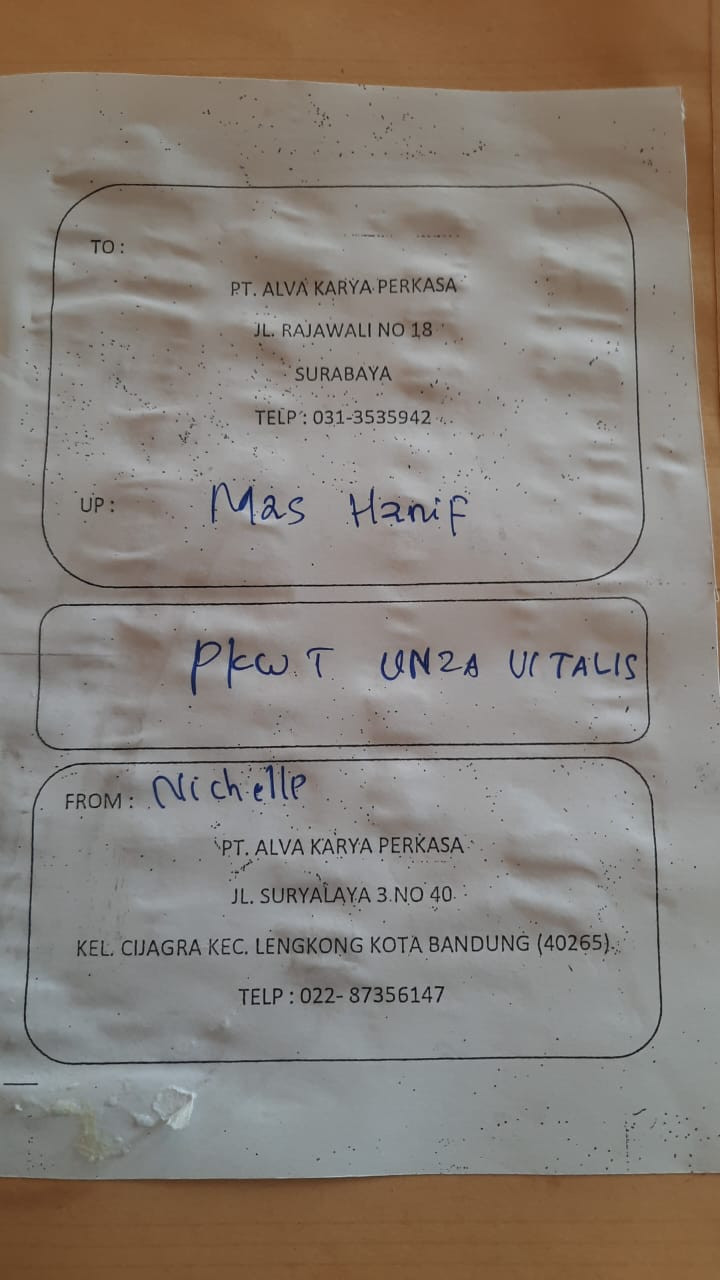 TO :
PT. ALVA KARYA PERKASA
JL. RAJAWALI NO 18
SURABAYA
TELP : 031-3535942
UP : Mas Hanif
PKWT UNZA VITALIS
FROM : Nichelle
PT. ALVA KARYA PERKASA
JL. SURYALAYA 3 NO 40
KEL. CIJAGRA KEC. LENGKONG KOTA BANDUNG (40265).
TELP : 022- 87356147